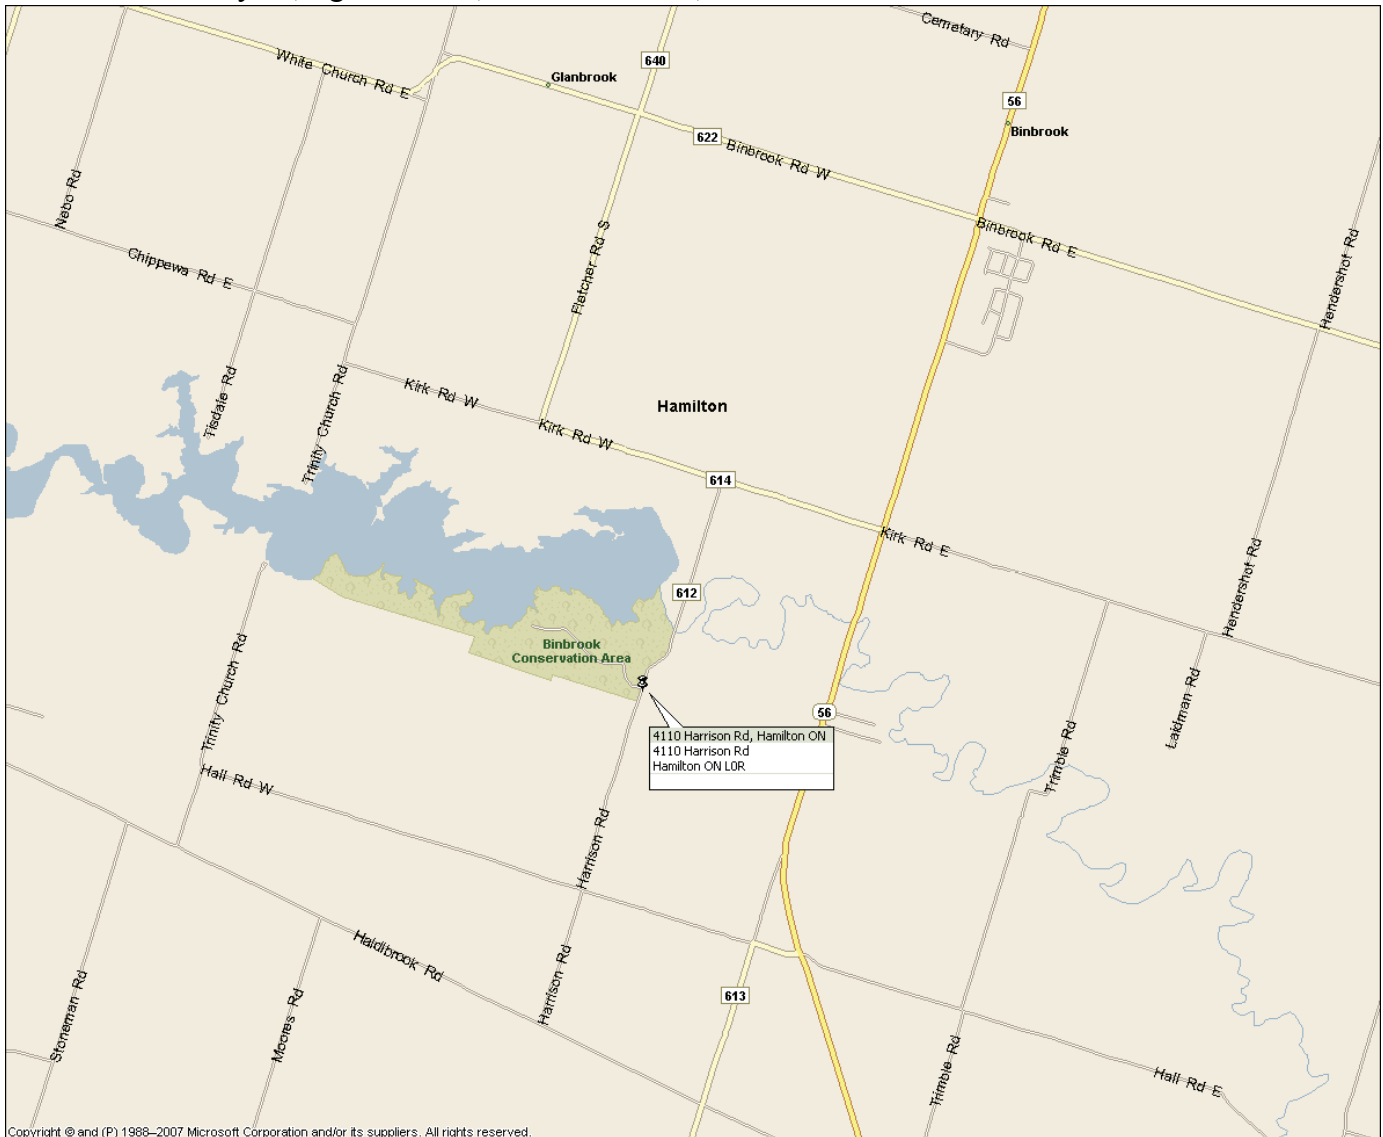 Cemetary Rd
White Church Rd E
640
Glanbrook
56
Binbrook
622
Binbrook Rd W
Nebo Rd
Fletcher Rd S
Binbrook Rd E
Hendershot Rd
Chippewa Rd E
Tisdale Rd
Trinity Church Rd
Kirk Rd W
Hamilton
Kirk Rd W
614
Kirk Rd E
Hendershot Rd
612
Binbrook
Conservation Area
Trinity Church Rd
Laidman Rd
56
4110 Harrison Rd, Hamilton ON
4110 Harrison Rd
Hamilton ON L0R
Trimble Rd
Hall Rd W
Harrison Rd
Haldibrook Rd
Harrison Rd
613
Stoneman Rd
Moores Rd
Trimble Rd
Hall Rd E
Copyright © and (P) 1988–2007 Microsoft Corporation and/or its suppliers. All rights reserved.